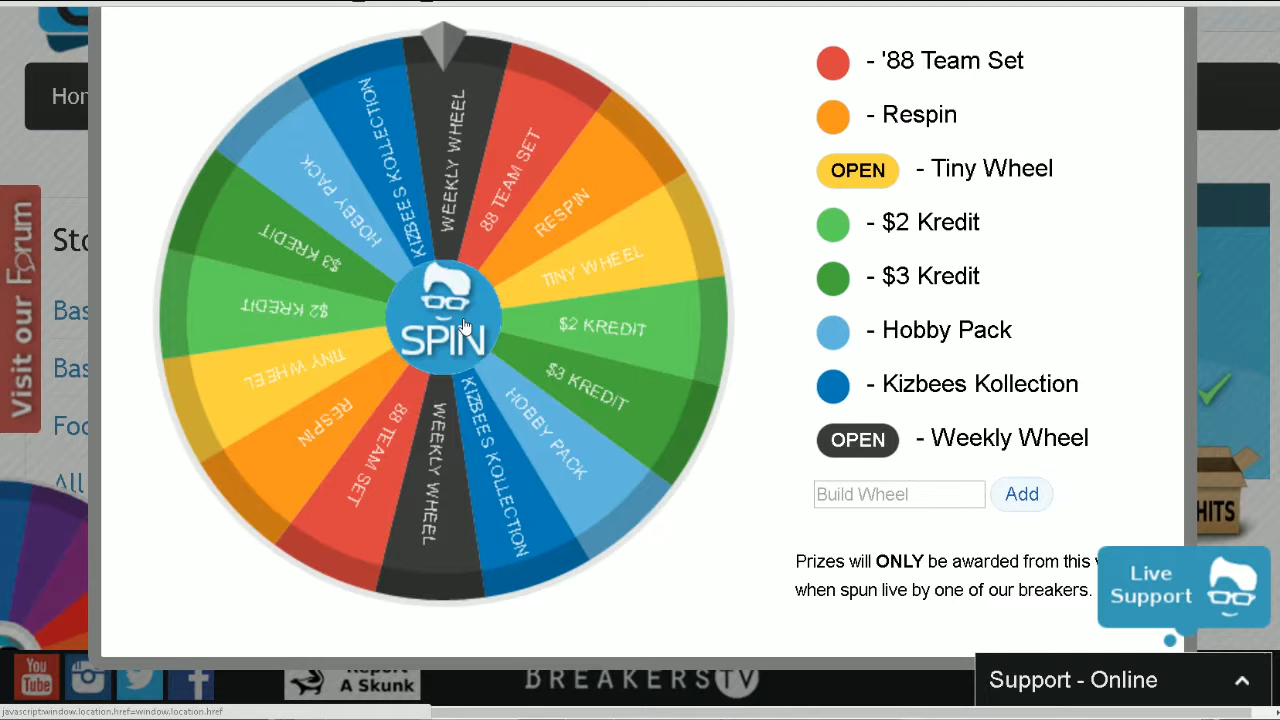 Hom
Visit our Forum
Sto
Bas
Bas
Foo
All
WEEKLY WHEEL
88 TEAM SET
RESPIN
TINY WHEEL
$2 KREDIT
$3 KREDIT
HOBBY PACK
KIZBEES KOLLECTION
WEEKLY WHEEL
88 TEAM SET
RESPIN
TINY WHEEL
$2 KREDIT
$3 KREDIT
HOBBY PACK
KIZBEES KOLLECTION
SPIN
- '88 Team Set
- Respin
OPEN - Tiny Wheel
- $2 Kredit
- $3 Kredit
- Hobby Pack
- Kizbees Kollection
OPEN - Weekly Wheel
Build Wheel Add
Prizes will ONLY be awarded from this
when spun live by one of our breakers.
HITS
Live
Support
You
Tube
Report
A Skunk
BREAKERSTV
Support - Online
javascript:window.location.href=window.location.href